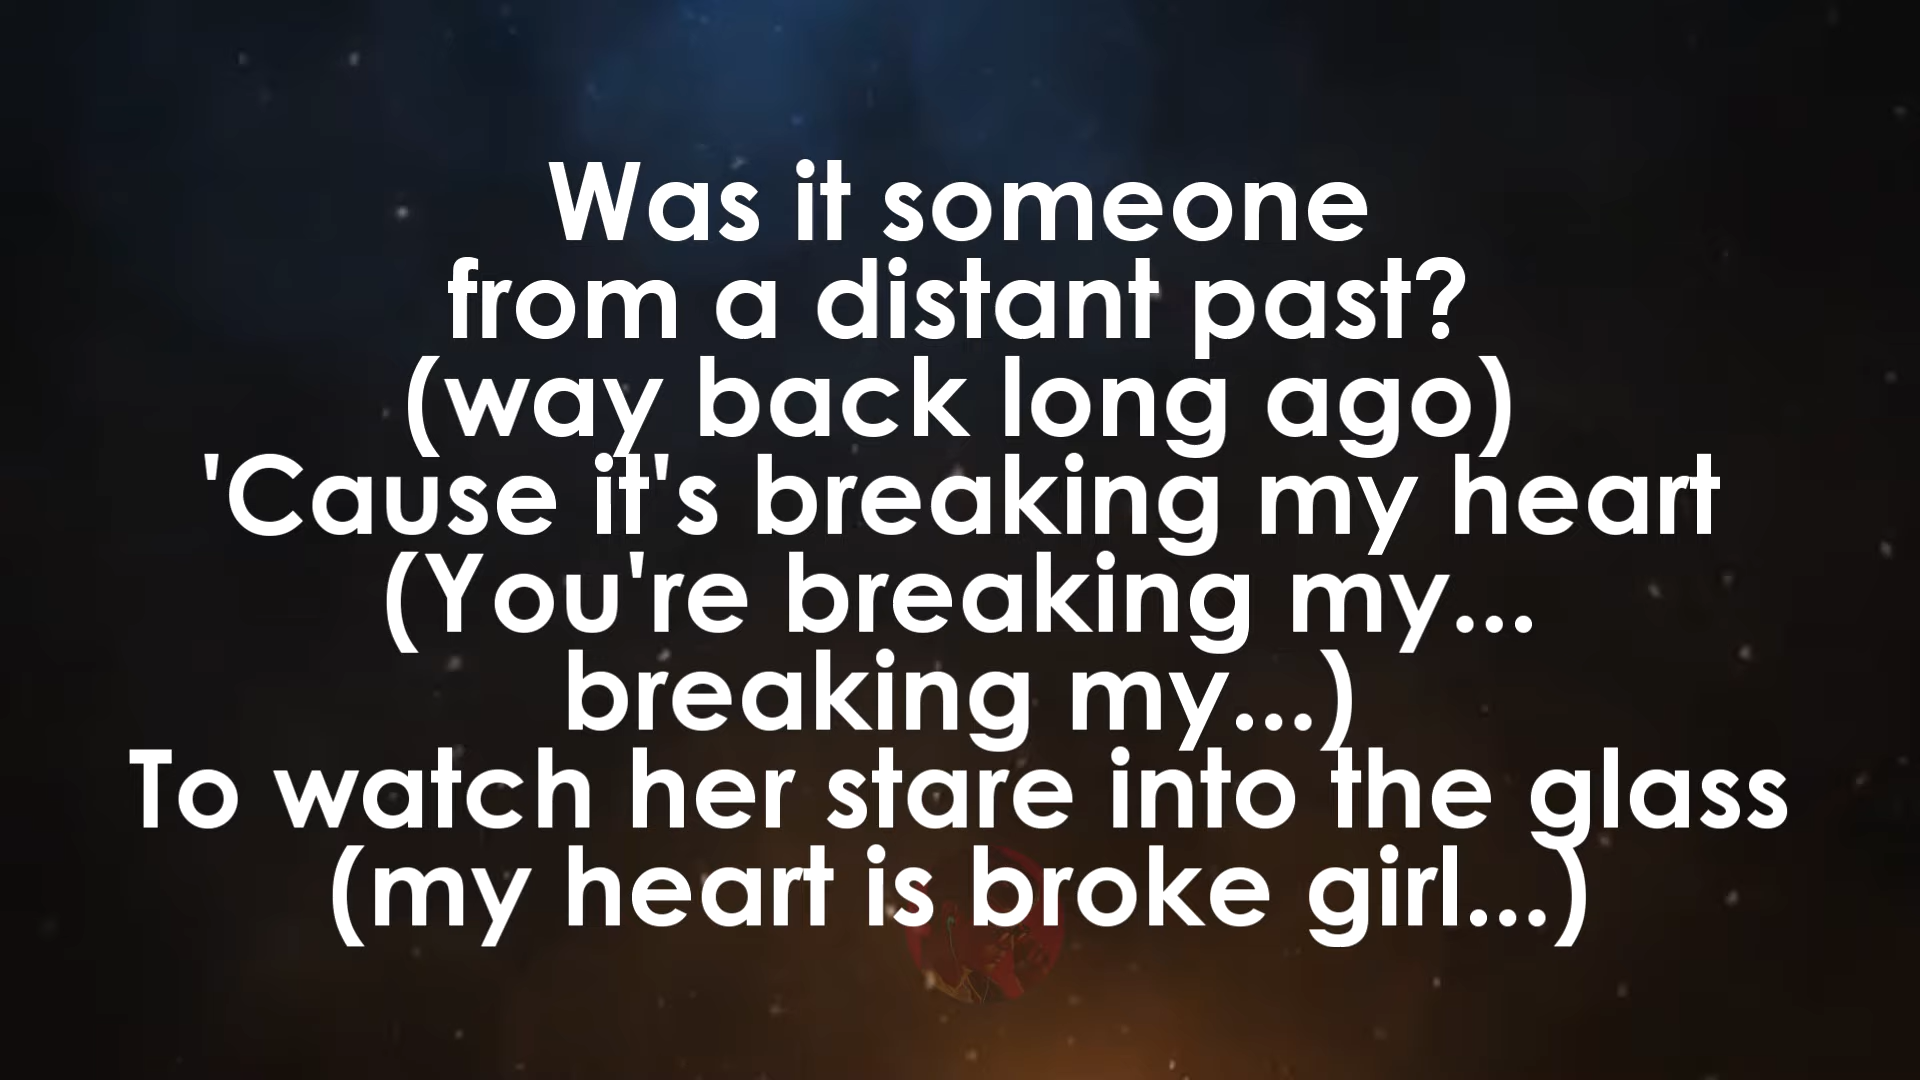 Was it someone
from a distant past?
(way back long ago)
'Cause it's breaking my heart
(You're breaking my...
breaking my...)
To watch her stare into the glass
(my heart is broke girl...)